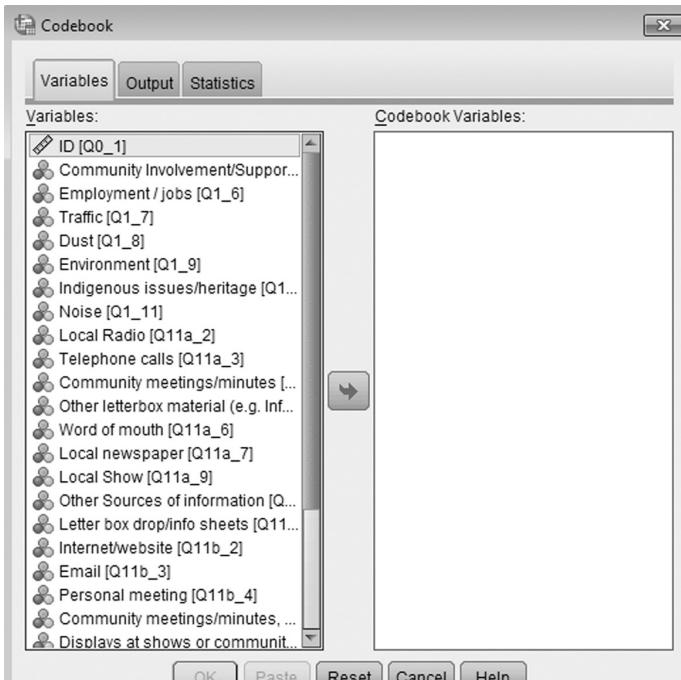 Codebook
Variables Output Statistics
Variables:
Codebook Variables:
ID [Q0_1]
Community Involvement/Suppor...
Employment / jobs [Q1_6]
Traffic [Q1_7]
Dust [Q1_8]
Environment [Q1_9]
Indigenous issues/heritage [Q1...
Noise [Q1_11]
Local Radio [Q11a_2]
Telephone calls [Q11a_3]
Community meetings/minutes [...
Other letterbox material (e.g. Inf...
Word of mouth [Q11a_6]
Local newspaper [Q11a_7]
Local Show [Q11a_9]
Other Sources of information [Q...
Letter box drop/info sheets [Q11...
Internet/website [Q11b_2]
Email [Q11b_3]
Personal meeting [Q11b_4]
Community meetings/minutes, ...
Displays at shows or communit...
OK Paste Reset Cancel Help